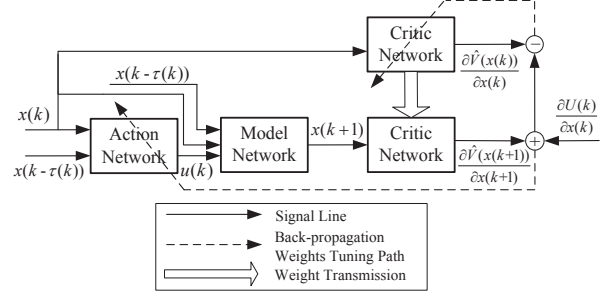 Critic
Network
x(k - τ(k))
∂V̂(x(k))
∂x(k)
−
x(k)
∂U(k)
∂x(k)
Action
Network
Model
Network
x(k+1)
Critic
Network
+
x(k - τ(k))
u(k)
∂V̂(x(k+1))
∂x(k+1)
Signal Line
Back-propagation
Weights Tuning Path
Weight Transmission